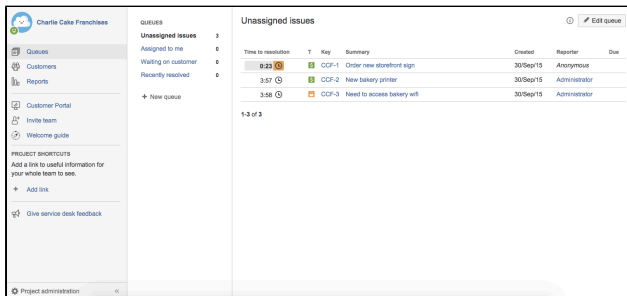 Charlie Cake Franchises
Queues
Customers
Reports
Customer Portal
Invite team
Welcome guide
PROJECT SHORTCUTS
Add a link to useful information for
your whole team to see.
+ Add link
Give service desk feedback
Project administration «
QUEUES
Unassigned issues 3
Assigned to me 0
Waiting on customer 0
Recently resolved 0
+ New queue
Unassigned issues
Edit queue
Time to resolution T Key Summary Created Reporter Due
0:23 S CCF-1 Order new storefront sign 30/Sep/15 Anonymous
3:57 S CCF-2 New bakery printer 30/Sep/15 Administrator
3:58 CCF-3 Need to access bakery wifi 30/Sep/15 Administrator
1-3 of 3